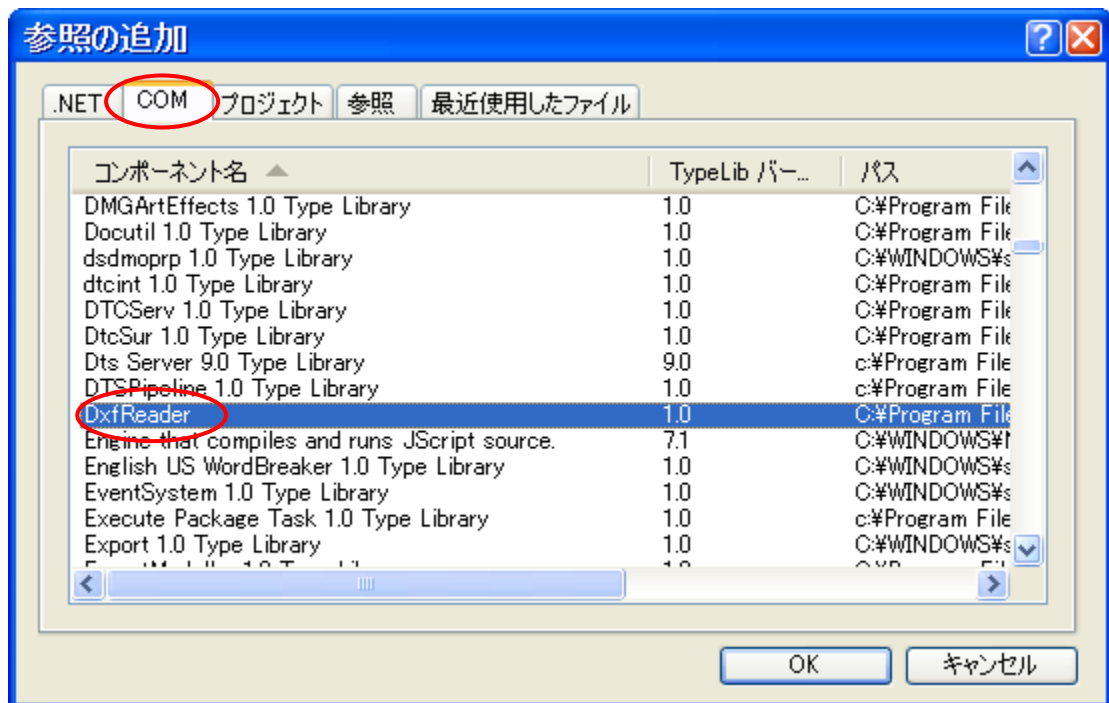 参照の追加
.NET COM プロジェクト 参照 最近使用したファイル
コンポーネント名 TypeLib バー... パス
DMGArtEffects 1.0 Type Library 1.0 C:¥Program File
Docutil 1.0 Type Library 1.0 C:¥Program File
dsdmoprp 1.0 Type Library 1.0 C:¥WINDOWS¥s
dtcint 1.0 Type Library 1.0 C:¥Program File
DTCServ 1.0 Type Library 1.0 C:¥Program File
DtcSur 1.0 Type Library 1.0 C:¥Program File
Dts Server 9.0 Type Library 9.0 c:¥Program File
DTSPipeline 1.0 Type Library 1.0 c:¥Program File
DxfReader 1.0 C:¥Program File
Engine that compiles and runs JScript source. 7.1 C:¥WINDOWS¥
English US WordBreaker 1.0 Type Library 1.0 C:¥WINDOWS¥s
EventSystem 1.0 Type Library 1.0 C:¥WINDOWS¥s
Execute Package Task 1.0 Type Library 1.0 c:¥Program File
Export 1.0 Type Library 1.0 C:¥WINDOWS¥s
OK キャンセル